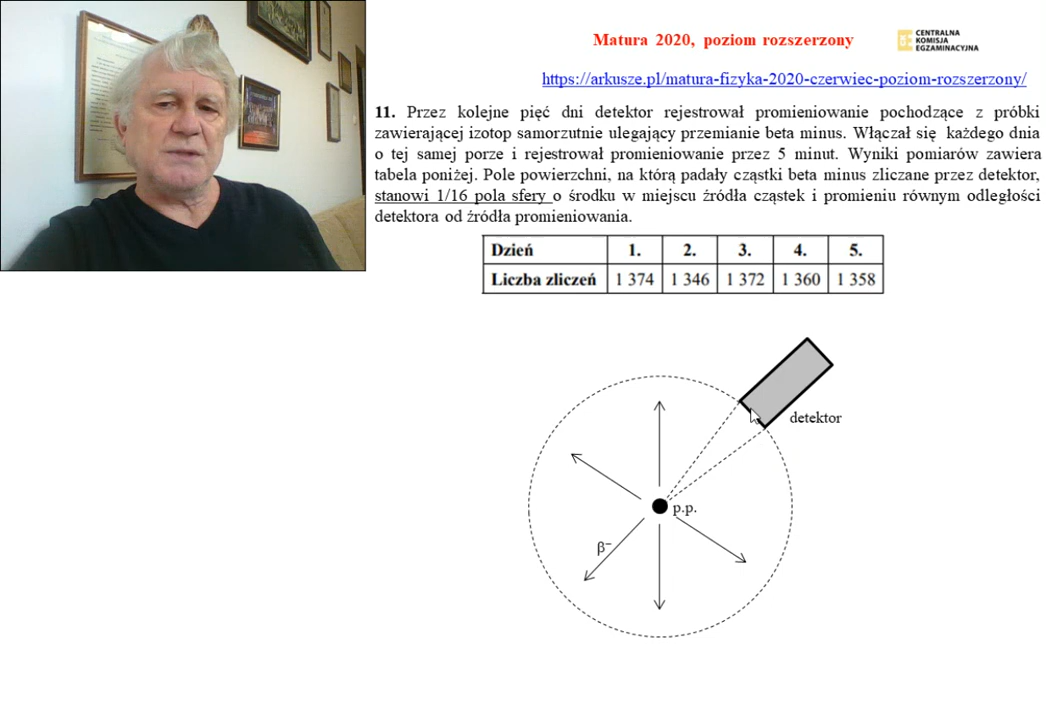 Matura 2020, poziom rozszerzony
CENTRALNA
KOMISJA
EGZAMINACYJNA
https://arkusze.pl/matura-fizyka-2020-czerwiec-poziom-rozszerzony/
11. Przez kolejne pięć dni detektor rejestrował promieniowanie pochodzące z próbki
zawierającej izotop samorzutnie ulegający przemianie beta minus. Włączał się każdego dnia
o tej samej porze i rejestrował promieniowanie przez 5 minut. Wyniki pomiarów zawiera
tabela poniżej. Pole powierzchni, na którą padały cząstki beta minus zliczane przez detektor,
stanowi 1/16 pola sfery o środku w miejscu źródła cząstek i promieniu równym odległości
detektora od źródła promieniowania.
Dzień 1. 2. 3. 4. 5.
Liczba zliczeń 1 374 1 346 1 372 1 360 1 358
detektor
p.p.
β⁻